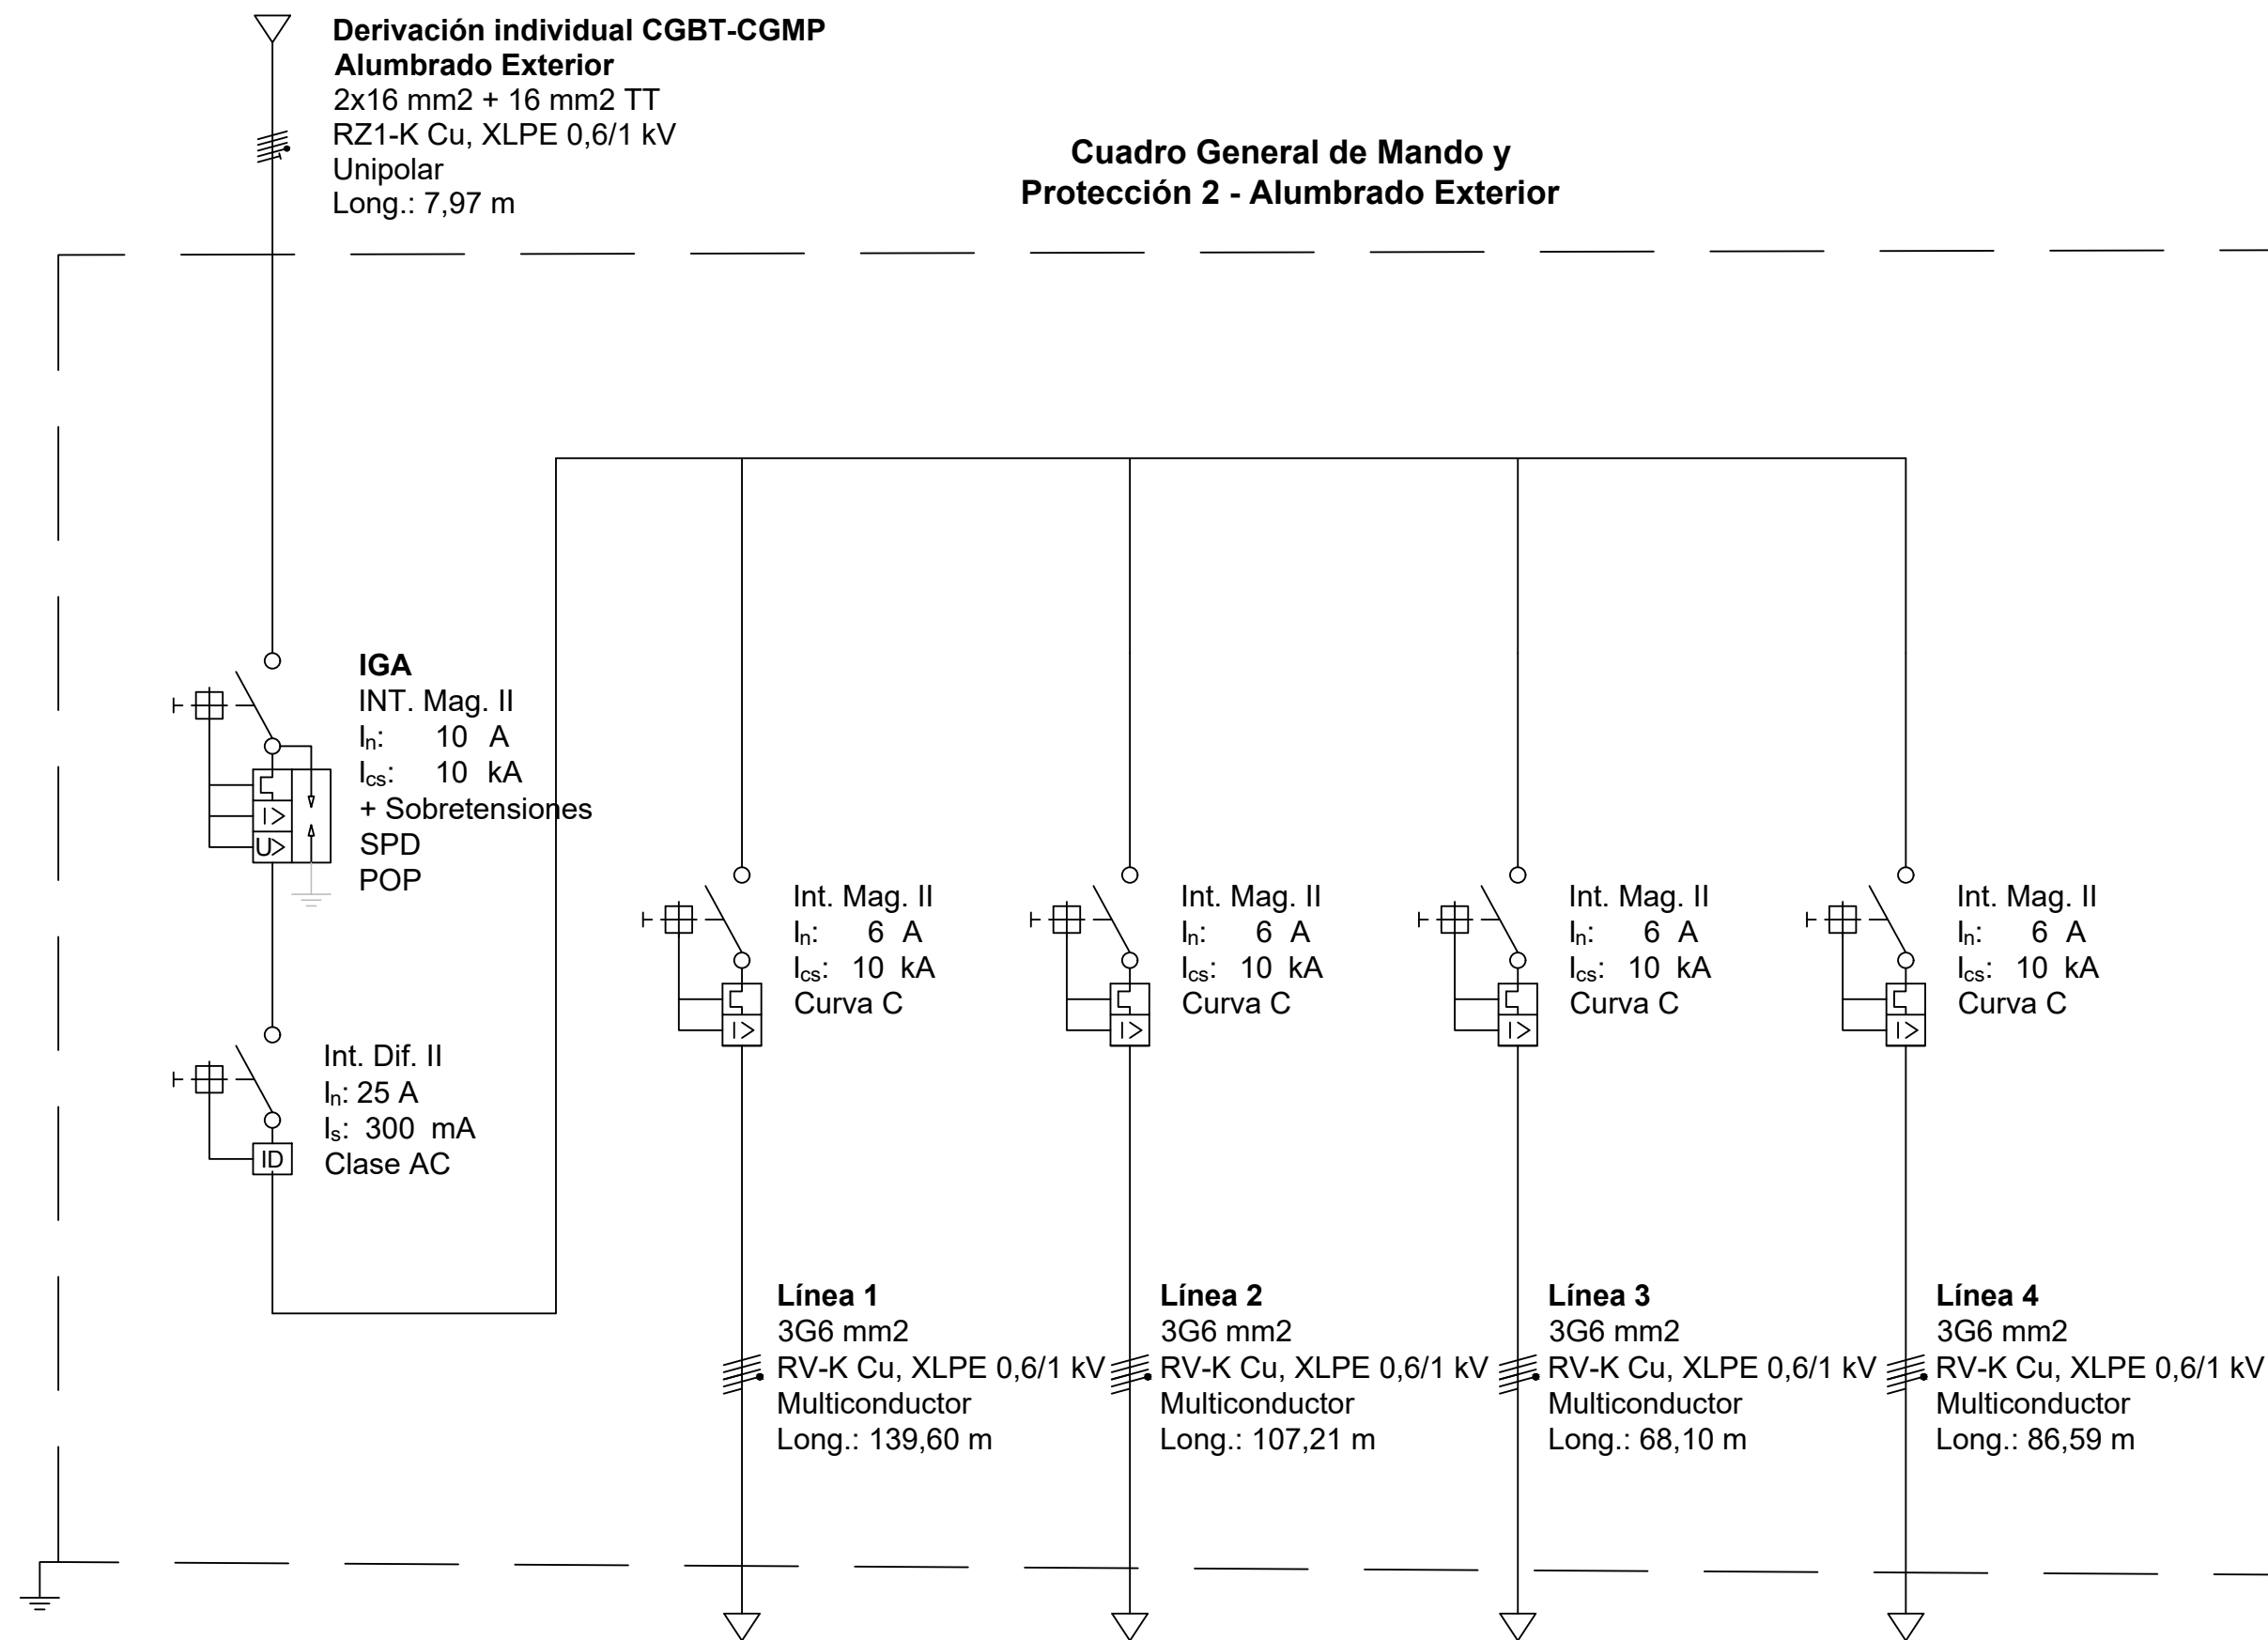 Derivación individual CGBT-CGMP
Alumbrado Exterior
2x16 mm2 + 16 mm2 TT
RZ1-K Cu, XLPE 0,6/1 kV
Unipolar
Long.: 7,97 m
Cuadro General de Mando y
Protección 2 - Alumbrado Exterior
IGA
INT. Mag. II
In: 10 A
Ics: 10 kA
+ Sobretensiones
SPD
POP
I>
U>
Int. Dif. II
In: 25 A
Is: 300 mA
Clase AC
ID
Int. Mag. II
In: 6 A
Ics: 10 kA
Curva C
I>
Int. Mag. II
In: 6 A
Ics: 10 kA
Curva C
I>
Int. Mag. II
In: 6 A
Ics: 10 kA
Curva C
I>
Int. Mag. II
In: 6 A
Ics: 10 kA
Curva C
I>
Línea 1
3G6 mm2
RV-K Cu, XLPE 0,6/1 kV
Multiconductor
Long.: 139,60 m
Línea 2
3G6 mm2
RV-K Cu, XLPE 0,6/1 kV
Multiconductor
Long.: 107,21 m
Línea 3
3G6 mm2
RV-K Cu, XLPE 0,6/1 kV
Multiconductor
Long.: 68,10 m
Línea 4
3G6 mm2
RV-K Cu, XLPE 0,6/1 kV
Multiconductor
Long.: 86,59 m